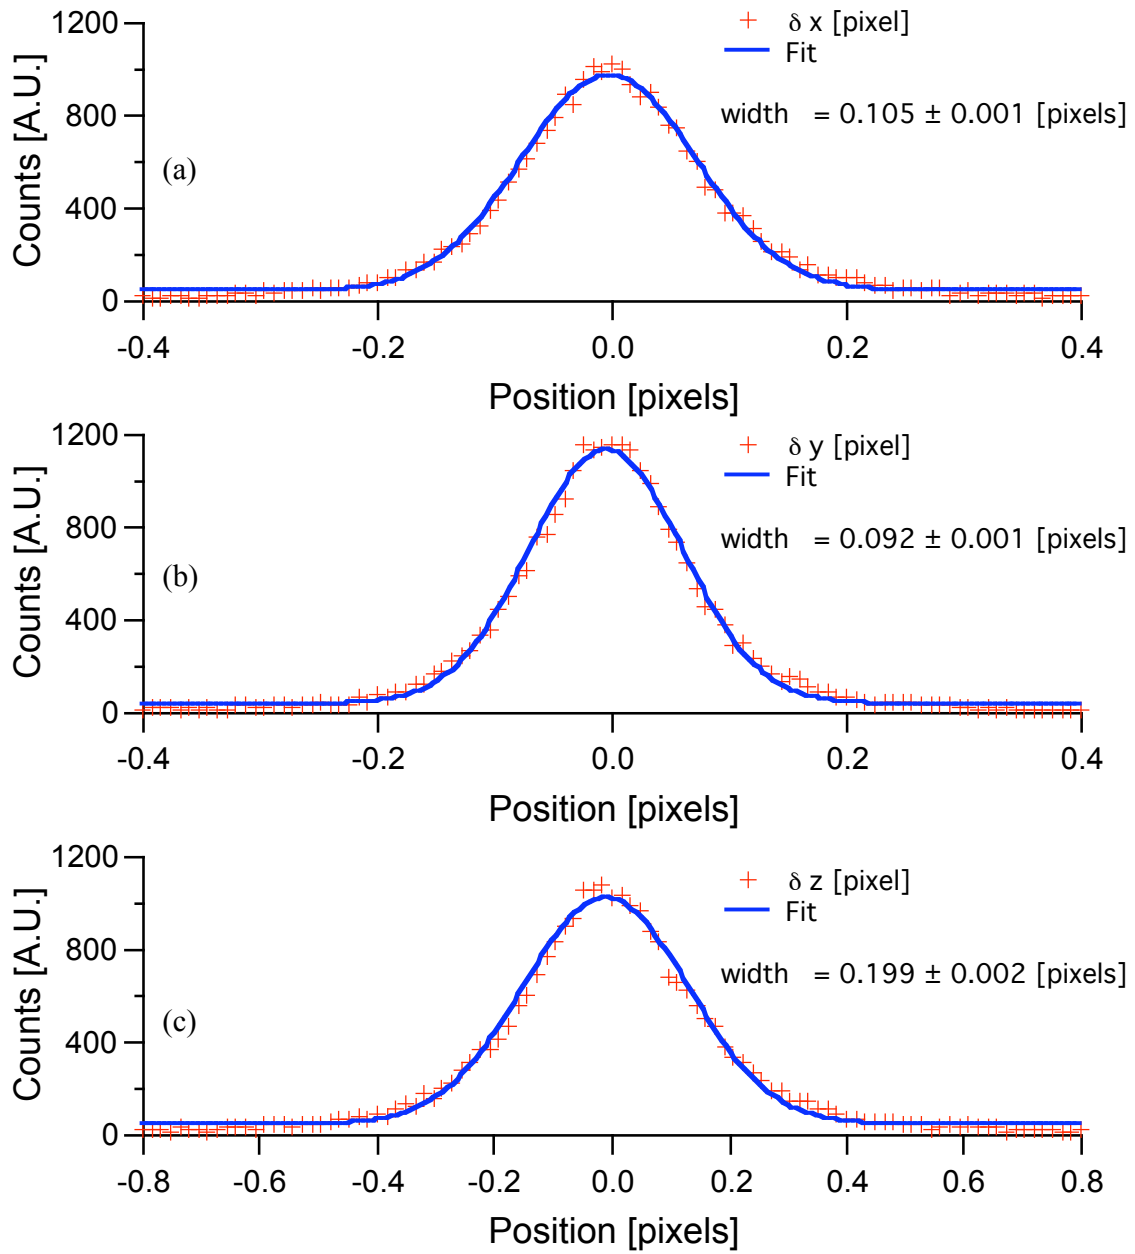 1200
800
400
0
Counts [A.U.]
(a)
δ x [pixel]
Fit
width = 0.105 ± 0.001 [pixels]
-0.4 -0.2 0.0 0.2 0.4
Position [pixels]
1200
800
400
0
Counts [A.U.]
(b)
δ y [pixel]
Fit
width = 0.092 ± 0.001 [pixels]
-0.4 -0.2 0.0 0.2 0.4
Position [pixels]
1200
800
400
0
Counts [A.U.]
(c)
δ z [pixel]
Fit
width = 0.199 ± 0.002 [pixels]
-0.8 -0.6 -0.4 -0.2 0.0 0.2 0.4 0.6 0.8
Position [pixels]